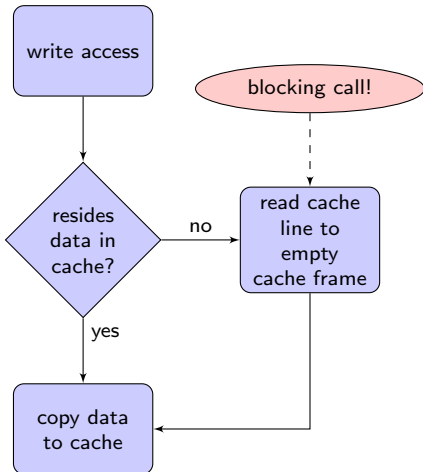 write access
blocking call!
resides
data in
cache?
no
read cache
line to
empty
cache frame
yes
copy data
to cache